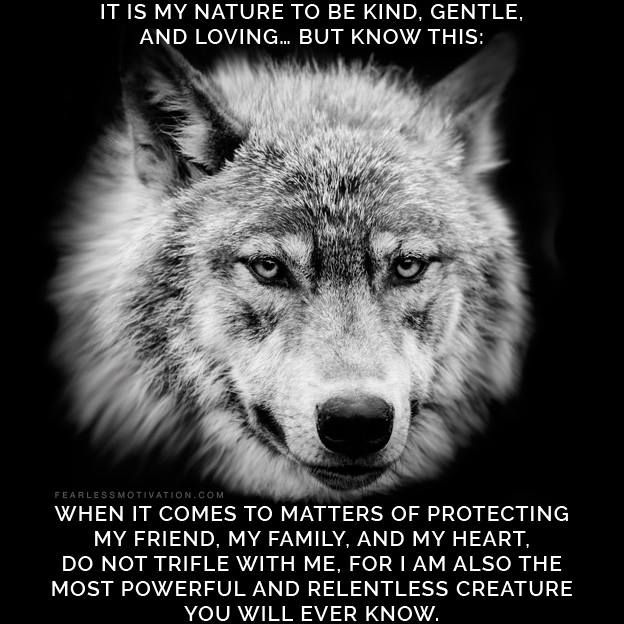 IT IS MY NATURE TO BE KIND, GENTLE,
AND LOVING... BUT KNOW THIS:
FEARLESSMOTIVATION.COM
WHEN IT COMES TO MATTERS OF PROTECTING
MY FRIEND, MY FAMILY, AND MY HEART,
DO NOT TRIFLE WITH ME, FOR I AM ALSO THE
MOST POWERFUL AND RELENTLESS CREATURE
YOU WILL EVER KNOW.